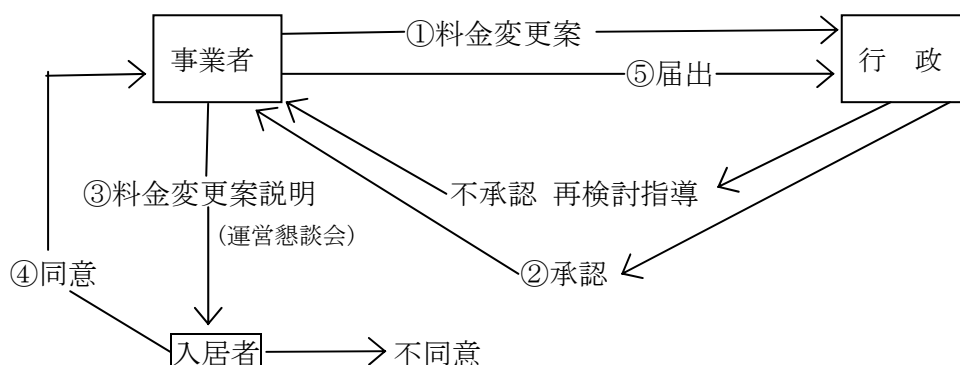 ①料金変更案
事業者
行　政
⑤届出
③料金変更案説明
不承認 再検討指導
(運営懇談会)
④同意
②承認
入居者
不同意